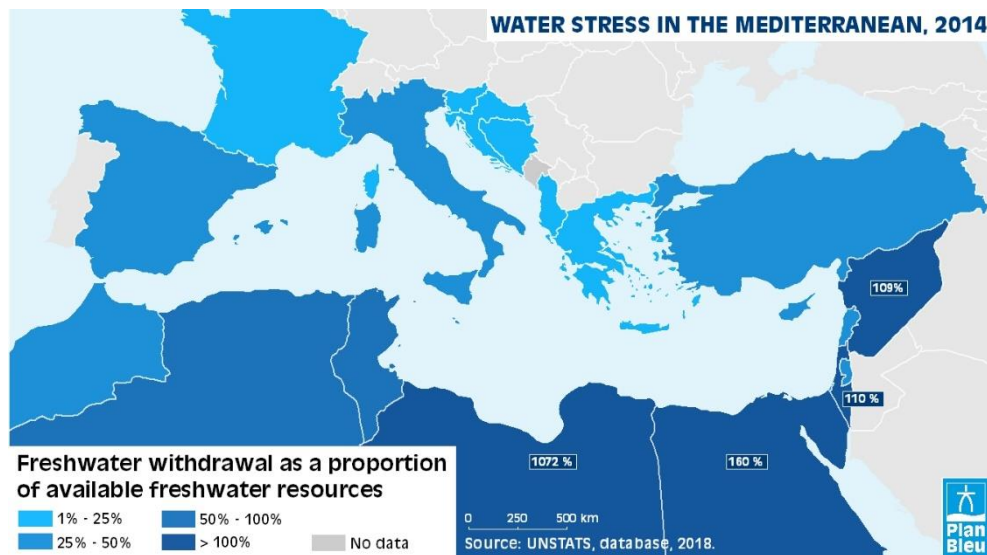 WATER STRESS IN THE MEDITERRANEAN, 2014
109%
110 %
1072 %
160 %
Freshwater withdrawal as a proportion
of available freshwater resources
1% - 25%
50% - 100%
25% - 50%
> 100%
No data
0 250 500 km
Source: UNSTATS, database, 2018.
Plan
Bleu